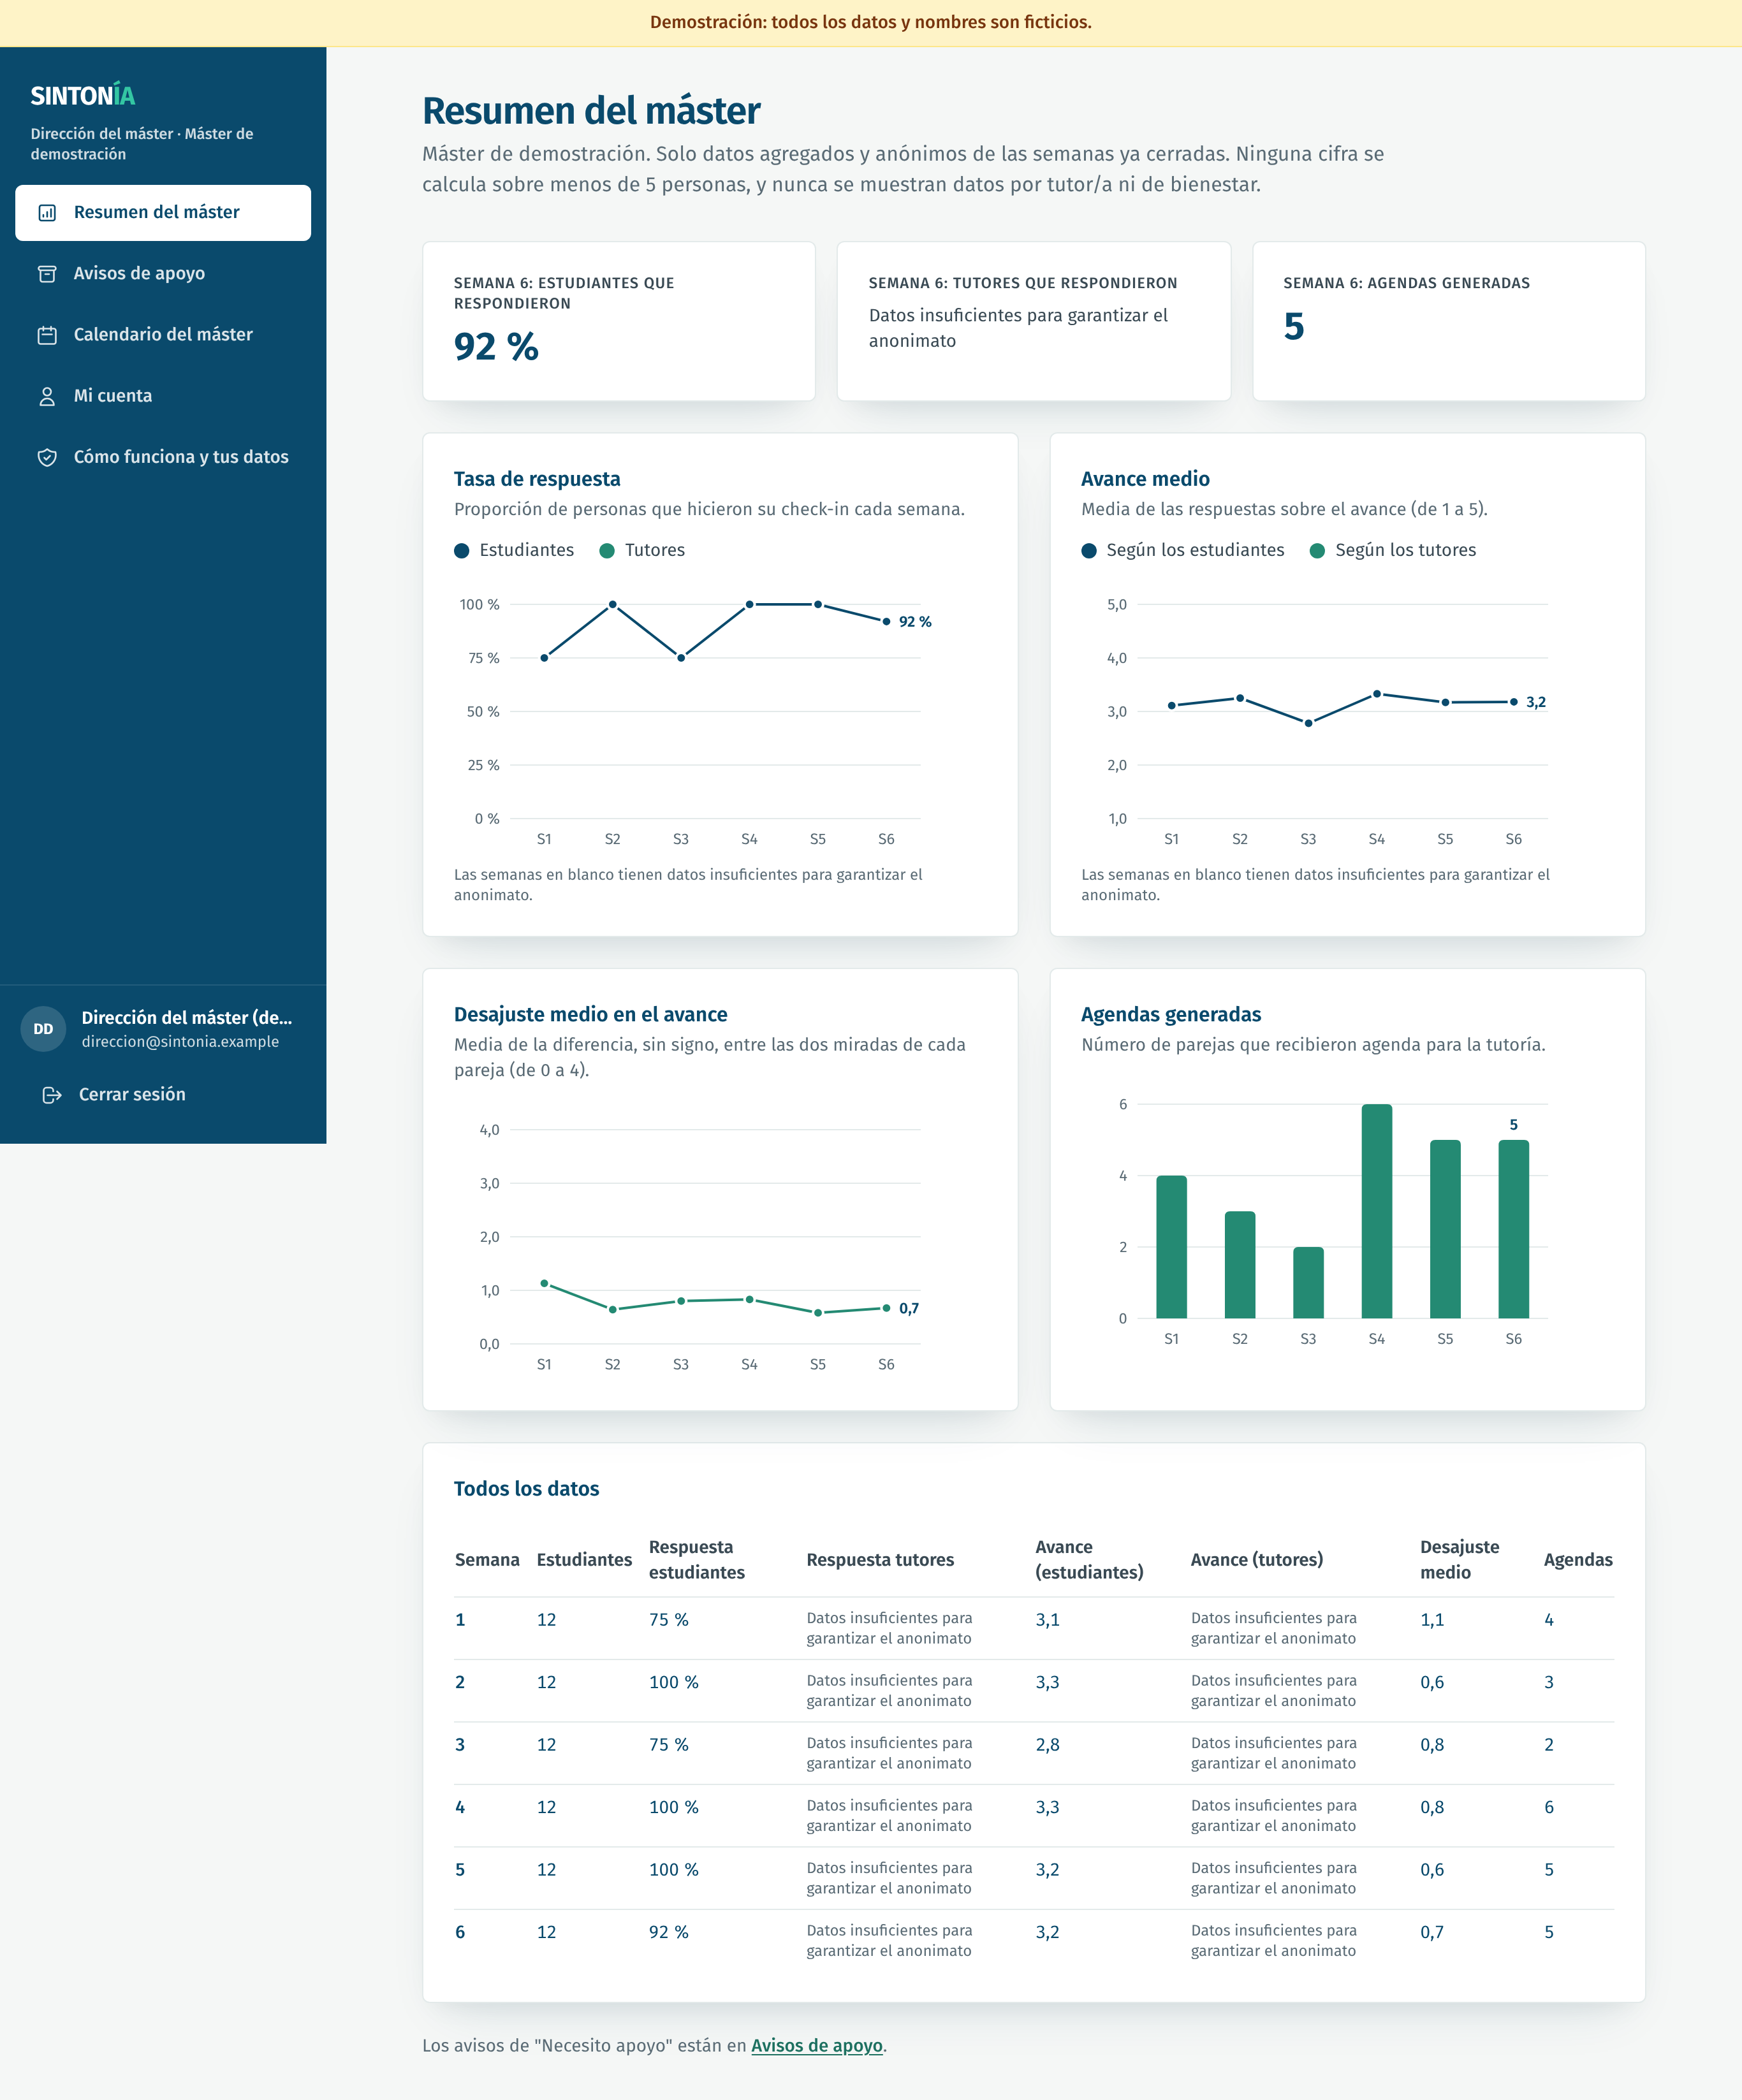 Demostración: todos los datos y nombres son ficticios.
SINTONÍA
Dirección del máster · Máster de
demostración
Resumen del máster
Avisos de apoyo
Calendario del máster
Mi cuenta
Cómo funciona y tus datos
DD
Dirección del máster (de...
direccion@sintonia.example
Cerrar sesión
Resumen del máster
Máster de demostración. Solo datos agregados y anónimos de las semanas ya cerradas. Ninguna cifra se
calcula sobre menos de 5 personas, y nunca se muestran datos por tutor/a ni de bienestar.
SEMANA 6: ESTUDIANTES QUE
RESPONDIERON
92 %
SEMANA 6: TUTORES QUE RESPONDIERON
Datos insuficientes para garantizar el
anonimato
SEMANA 6: AGENDAS GENERADAS
5
Tasa de respuesta
Proporción de personas que hicieron su check-in cada semana.
Estudiantes Tutores
100 %
92 %
75 %
50 %
25 %
0 %
S1 S2 S3 S4 S5 S6
Las semanas en blanco tienen datos insuficientes para garantizar el
anonimato.
Avance medio
Media de las respuestas sobre el avance (de 1 a 5).
Según los estudiantes Según los tutores
5,0
4,0
3,2
3,0
2,0
1,0
S1 S2 S3 S4 S5 S6
Las semanas en blanco tienen datos insuficientes para garantizar el
anonimato.
Desajuste medio en el avance
Media de la diferencia, sin signo, entre las dos miradas de cada
pareja (de 0 a 4).
4,0
3,0
2,0
1,0
0,7
0,0
S1 S2 S3 S4 S5 S6
Agendas generadas
Número de parejas que recibieron agenda para la tutoría.
6
5
4
2
0
S1 S2 S3 S4 S5 S6
Todos los datos
Semana Estudiantes Respuesta estudiantes Respuesta tutores Avance (estudiantes) Avance (tutores) Desajuste medio Agendas
1 12 75 % Datos insuficientes para garantizar el anonimato 3,1 Datos insuficientes para garantizar el anonimato 1,1 4
2 12 100 % Datos insuficientes para garantizar el anonimato 3,3 Datos insuficientes para garantizar el anonimato 0,6 3
3 12 75 % Datos insuficientes para garantizar el anonimato 2,8 Datos insuficientes para garantizar el anonimato 0,8 2
4 12 100 % Datos insuficientes para garantizar el anonimato 3,3 Datos insuficientes para garantizar el anonimato 0,8 6
5 12 100 % Datos insuficientes para garantizar el anonimato 3,2 Datos insuficientes para garantizar el anonimato 0,6 5
6 12 92 % Datos insuficientes para garantizar el anonimato 3,2 Datos insuficientes para garantizar el anonimato 0,7 5
Los avisos de "Necesito apoyo" están en Avisos de apoyo.